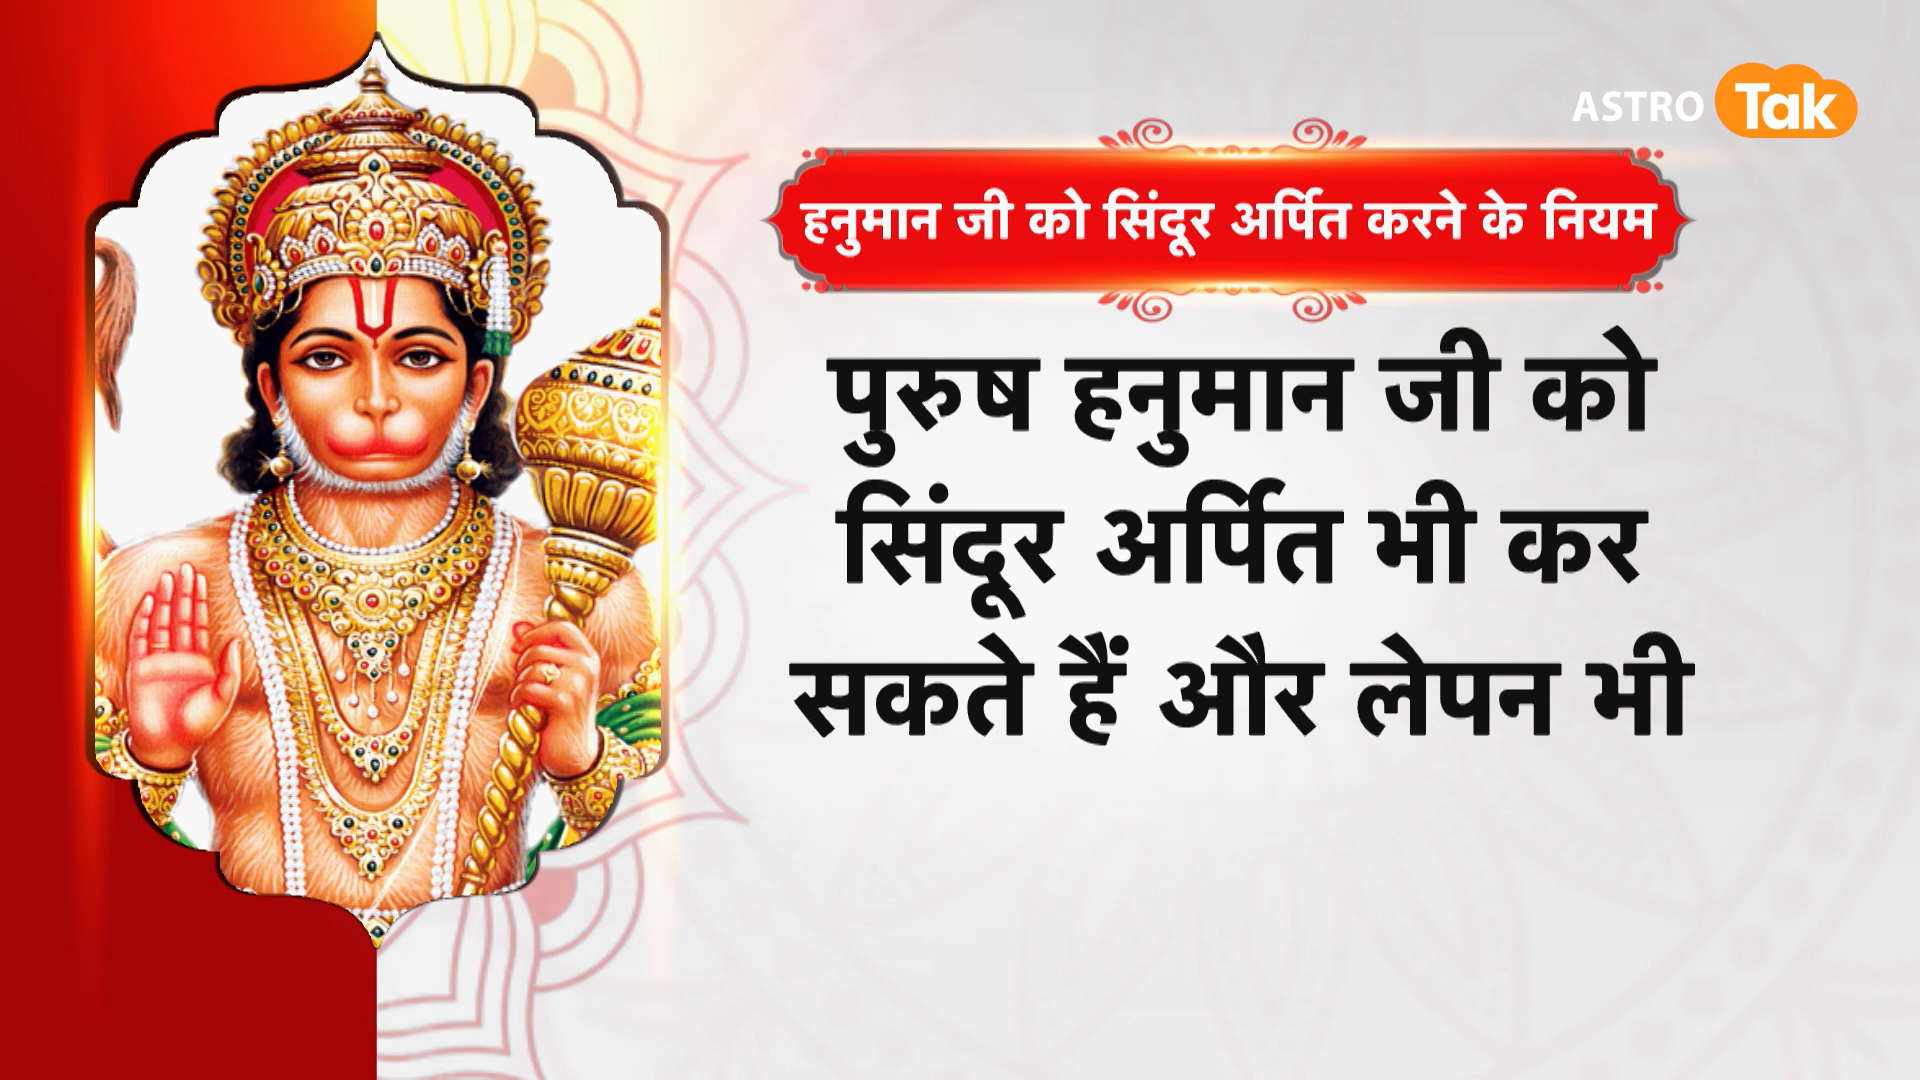 ASTRO Tak
हनुमान जी को सिंदूर अर्पित करने के नियम
पुरुष हनुमान जी को
सिंदूर अर्पित भी कर
सकते हैं और लेपन भी